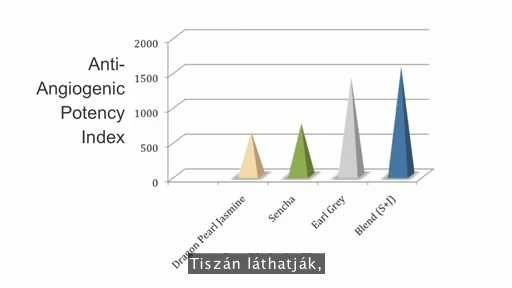 Anti-
Angiogenic
Potency
Index
2000
1500
1000
500
0
Dragon Pearl Jasmine
Sencha
Earl Grey
Blend (S+J)
Tiszán láthatják,